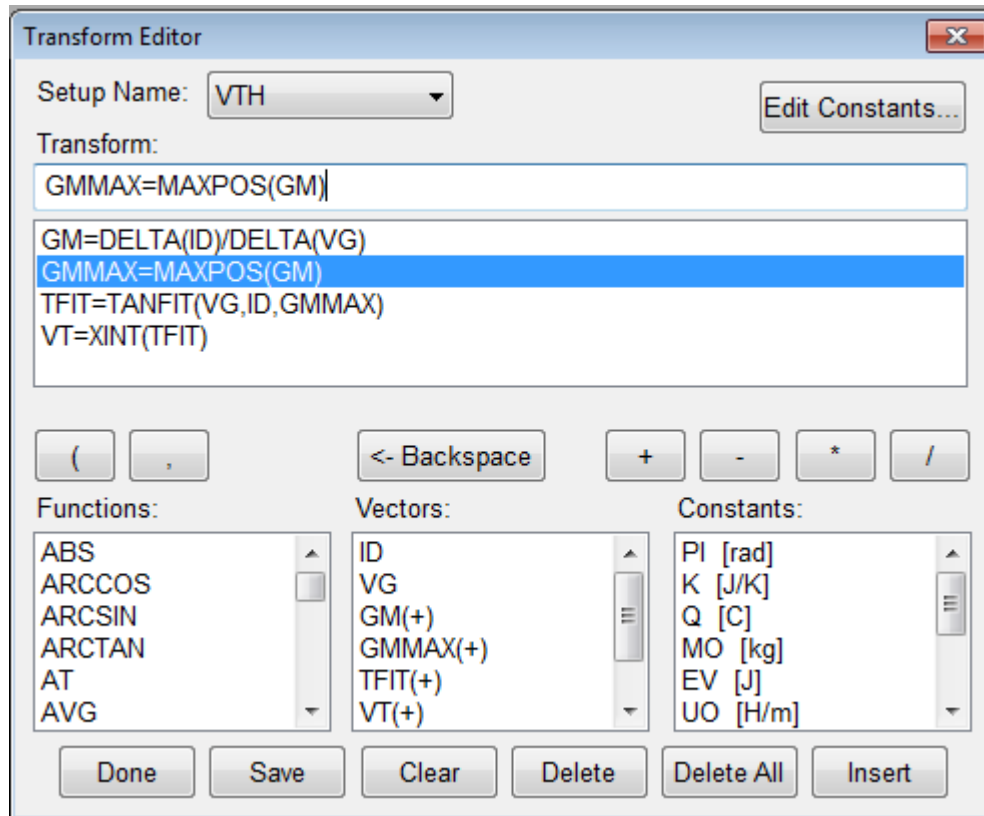 Transform Editor
Setup Name: VTH Edit Constants...
Transform:
GMMAX=MAXPOS(GM)
GM=DELTA(ID)/DELTA(VG)
GMMAX=MAXPOS(GM)
TFIT=TANFIT(VG,ID,GMMAX)
VT=XINT(TFIT)
( , <- Backspace + - * /
Functions: Vectors: Constants:
ABS ID PI [rad]
ARCCOS VG K [J/K]
ARCSIN GM(+) Q [C]
ARCTAN GMMAX(+) MO [kg]
AT TFIT(+) EV [J]
AVG VT(+) UO [H/m]
Done Save Clear Delete Delete All Insert